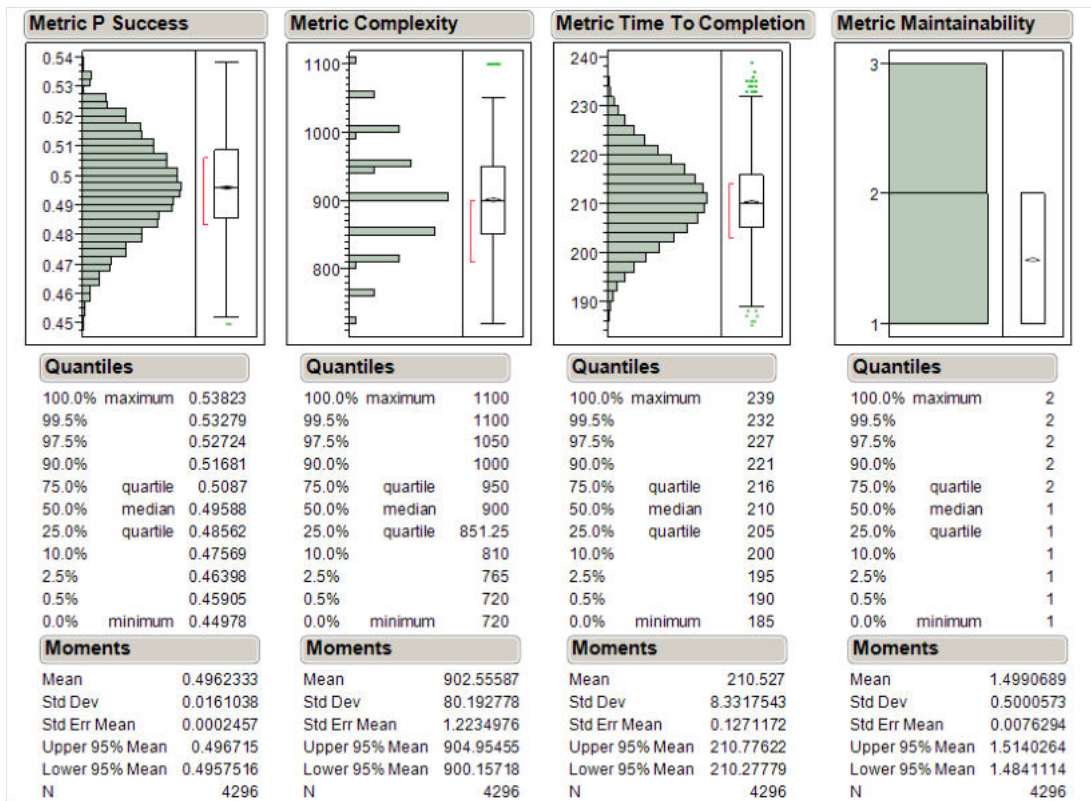 Metric P Success
Metric Complexity
Metric Time To Completion
Metric Maintainability
0.54
0.53
0.52
0.51
0.5
0.49
0.48
0.47
0.46
0.45
1100
1000
900
800
240
230
220
210
200
190
3
2
1
Quantiles
100.0% maximum 0.53823
99.5% 0.53279
97.5% 0.52724
90.0% 0.51681
75.0% quartile 0.5087
50.0% median 0.49588
25.0% quartile 0.48562
10.0% 0.47569
2.5% 0.46398
0.5% 0.45905
0.0% minimum 0.44978
Moments
Mean 0.4962333
Std Dev 0.0161038
Std Err Mean 0.0002457
Upper 95% Mean 0.496715
Lower 95% Mean 0.4957516
N 4296
Quantiles
100.0% maximum 1100
99.5% 1100
97.5% 1050
90.0% 1000
75.0% quartile 950
50.0% median 900
25.0% quartile 851.25
10.0% 810
2.5% 765
0.5% 720
0.0% minimum 720
Moments
Mean 902.55587
Std Dev 80.192778
Std Err Mean 1.2234976
Upper 95% Mean 904.95455
Lower 95% Mean 900.15718
N 4296
Quantiles
100.0% maximum 239
99.5% 232
97.5% 227
90.0% 221
75.0% quartile 216
50.0% median 210
25.0% quartile 205
10.0% 200
2.5% 195
0.5% 190
0.0% minimum 185
Moments
Mean 210.527
Std Dev 8.3317543
Std Err Mean 0.1271172
Upper 95% Mean 210.77622
Lower 95% Mean 210.27779
N 4296
Quantiles
100.0% maximum 2
99.5% 2
97.5% 2
90.0% 2
75.0% quartile 2
50.0% median 1
25.0% quartile 1
10.0% 1
2.5% 1
0.5% 1
0.0% minimum 1
Moments
Mean 1.4990689
Std Dev 0.5000573
Std Err Mean 0.0076294
Upper 95% Mean 1.5140264
Lower 95% Mean 1.4841114
N 4296